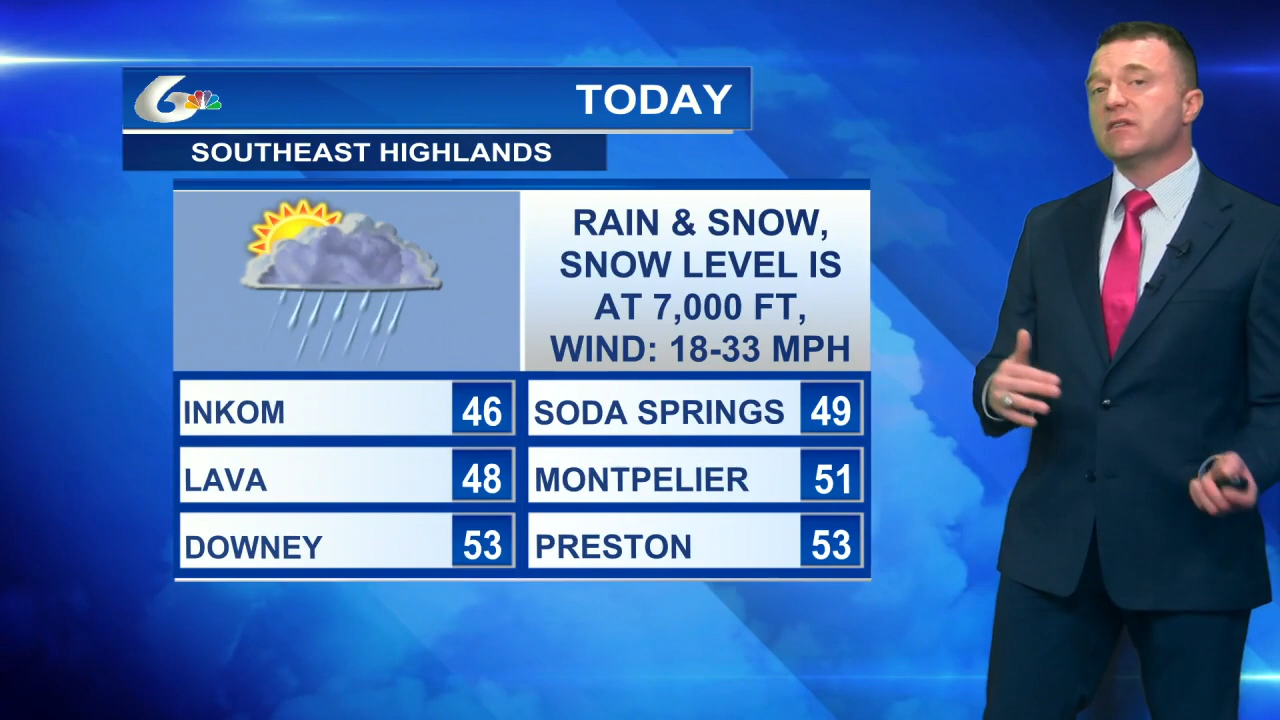 6
TODAY
SOUTHEAST HIGHLANDS
RAIN & SNOW,
SNOW LEVEL IS
AT 7,000 FT,
WIND: 18-33 MPH
INKOM 46
SODA SPRINGS 49
LAVA 48
MONTPELIER 51
DOWNEY 53
PRESTON 53